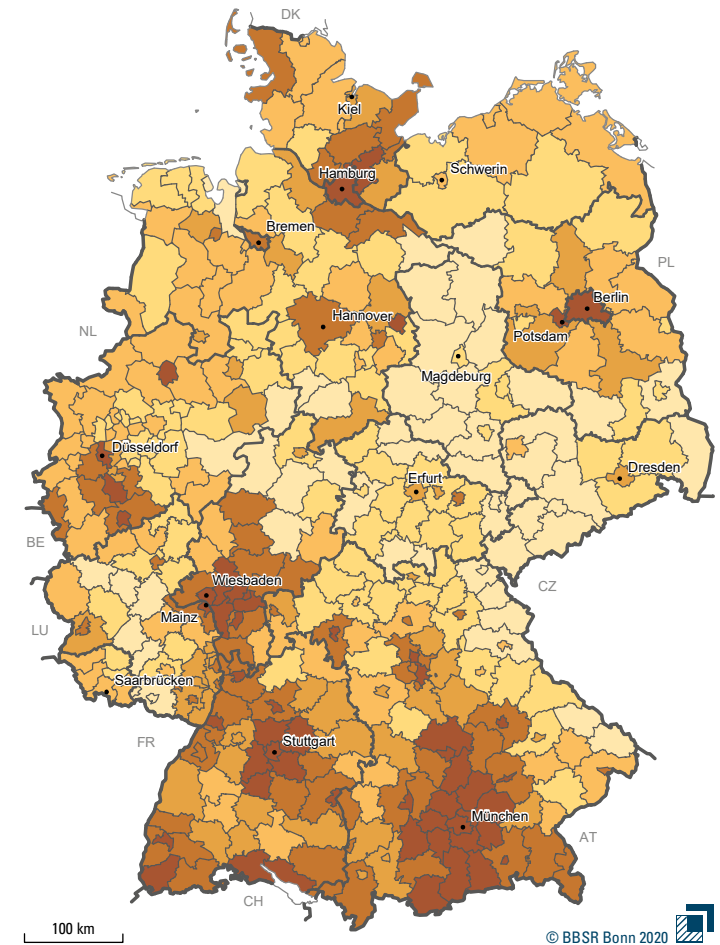 DK
Kiel
Schwerin
Hamburg
Bremen
PL
Berlin
NL
Hannover
Potsdam
Magdeburg
Düsseldorf
Dresden
Erfurt
BE
Wiesbaden
CZ
Mainz
LU
Saarbrücken
FR
Stuttgart
München
AT
CH
100 km
© BBSR Bonn 2020